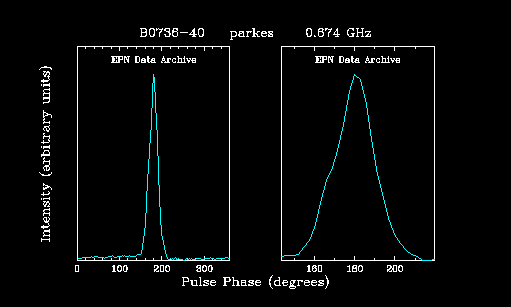 B0736-40 parkes 0.674 GHz
EPN Data Archive
EPN Data Archive
Intensity (arbitrary units)
0 100 200 300
160 180 200
Pulse Phase (degrees)